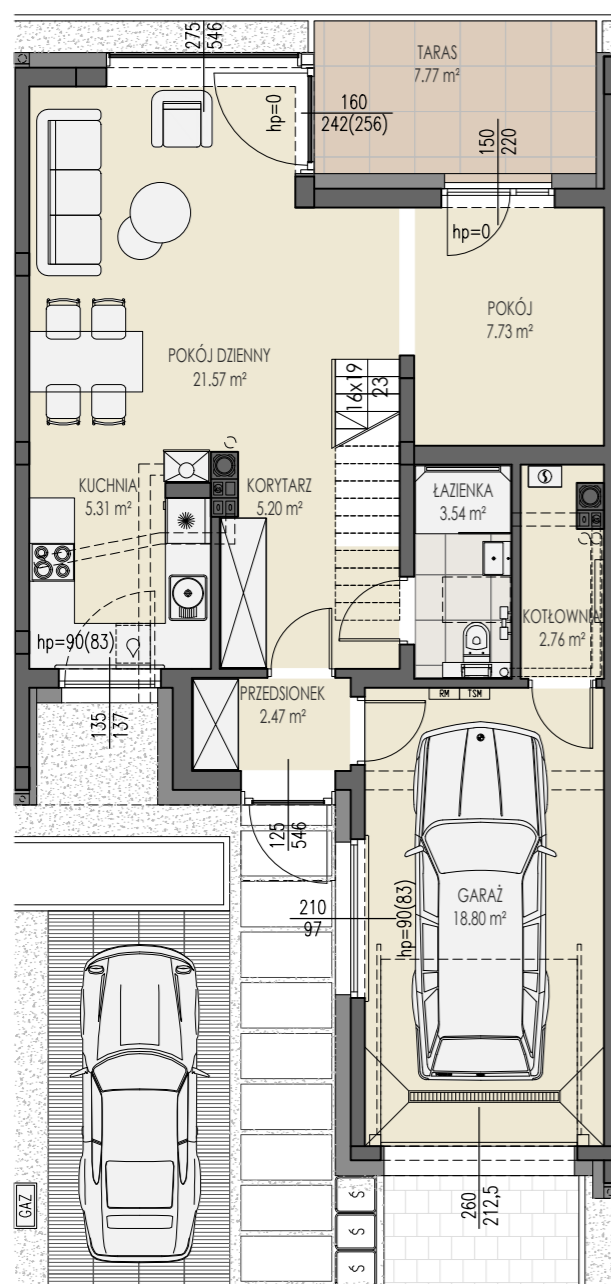 275
546
TARAS
7.77 m²
hp=0
160
242(256)
150
220
hp=0
POKÓJ
7.73 m²
POKÓJ DZIENNY
21.57 m²
16x19
23
KUCHNIA
5.31 m²
KORYTARZ
5.20 m²
ŁAZIENKA
3.54 m²
KOTŁOWNIA
2.76 m²
hp=90(83)
135
137
PRZEDSIONEK
2.47 m²
RM
TSM
125
546
210
97
hp=90(83)
GARAŻ
18.80 m²
GAZ
260
212,5
Ś
Ś
Ś